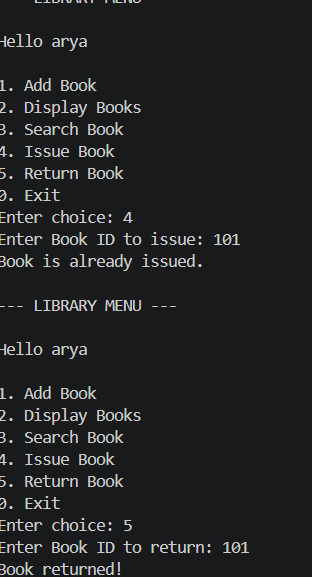 LIBRARY MENU
Hello arya
1. Add Book
2. Display Books
3. Search Book
4. Issue Book
5. Return Book
0. Exit
Enter choice: 4
Enter Book ID to issue: 101
Book is already issued.
--- LIBRARY MENU ---
Hello arya
1. Add Book
2. Display Books
3. Search Book
4. Issue Book
5. Return Book
0. Exit
Enter choice: 5
Enter Book ID to return: 101
Book returned!